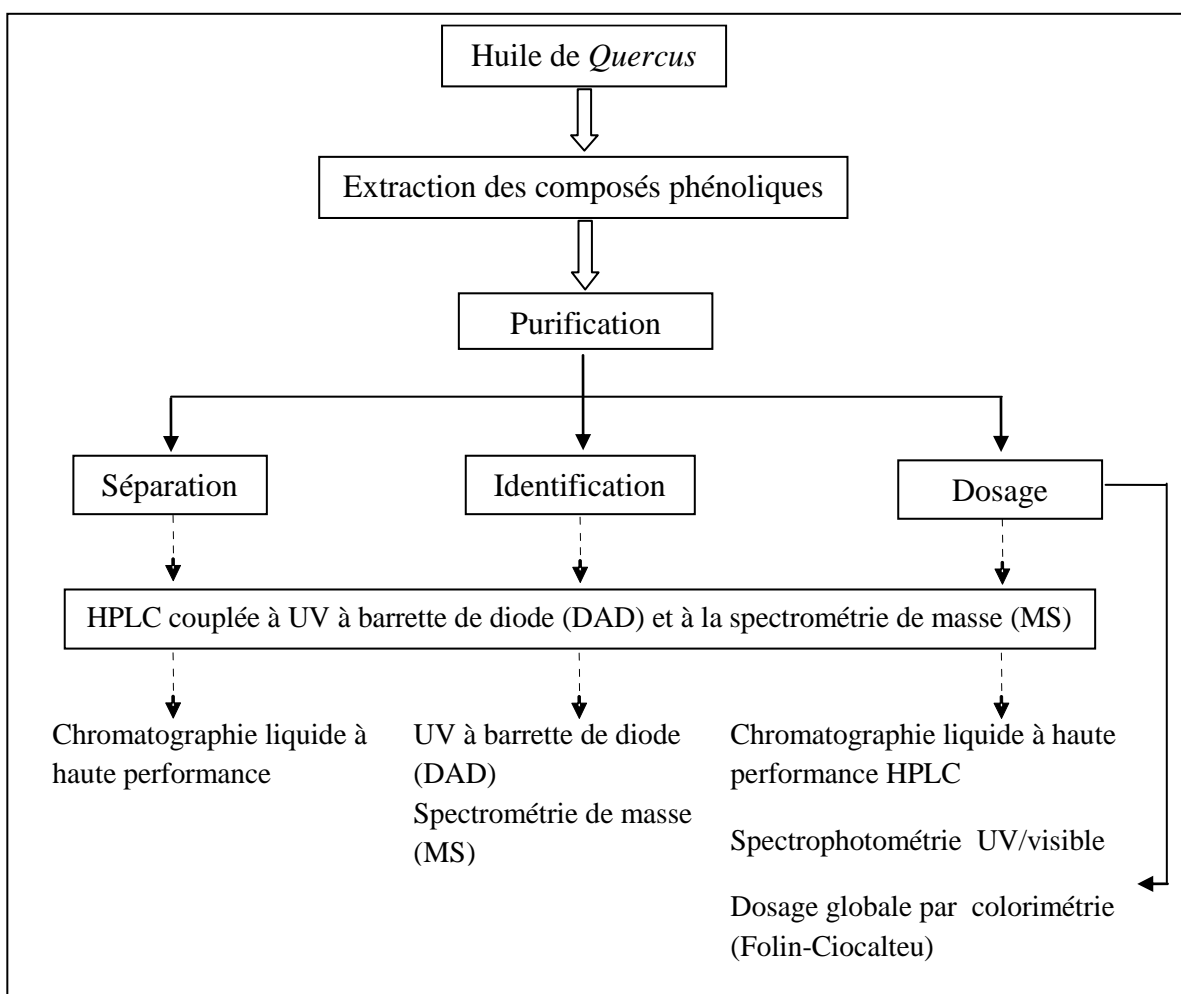 Huile de Quercus
Extraction des composés phénoliques
Purification
Séparation
Identification
Dosage
HPLC couplée à UV à barrette de diode (DAD) et à la spectrométrie de masse (MS)
Chromatographie liquide à
haute performance
UV à barrette de diode
(DAD)
Spectrométrie de masse
(MS)
Chromatographie liquide à haute
performance HPLC
Spectrophotométrie UV/visible
Dosage globale par colorimétrie
(Folin-Ciocalteu)